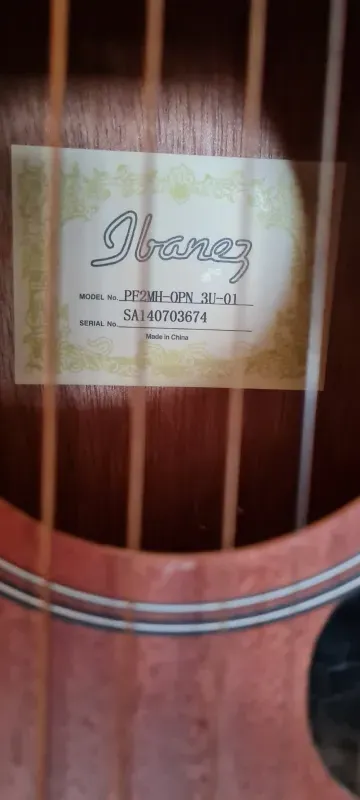 Ibanez
MODEL No. PF2MH-OPN 3U-01
SA140703674
SERIAL No.
Made in China